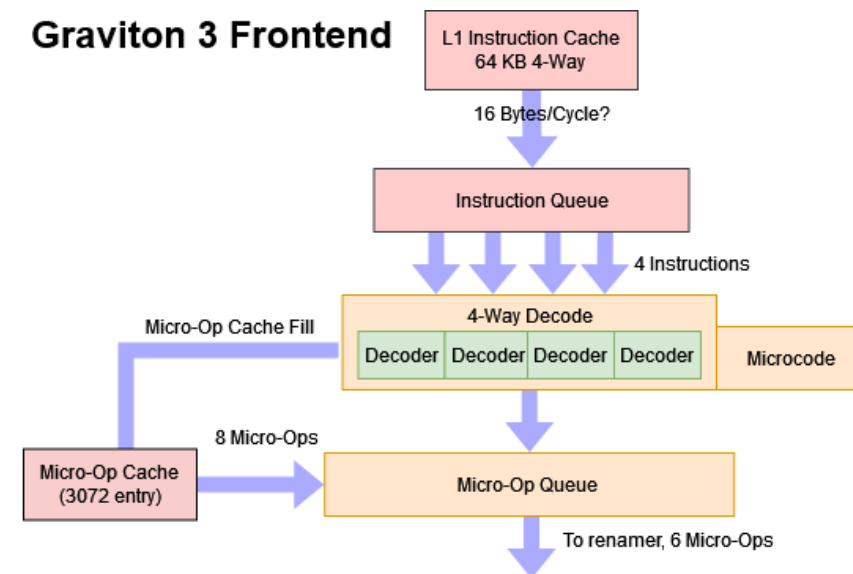 Graviton 3 Frontend
L1 Instruction Cache
64 KB 4-Way
16 Bytes/Cycle?
Instruction Queue
4 Instructions
4-Way Decode
Micro-Op Cache Fill
Decoder
Decoder
Decoder
Decoder
Microcode
8 Micro-Ops
Micro-Op Cache
(3072 entry)
Micro-Op Queue
To renamer, 6 Micro-Ops